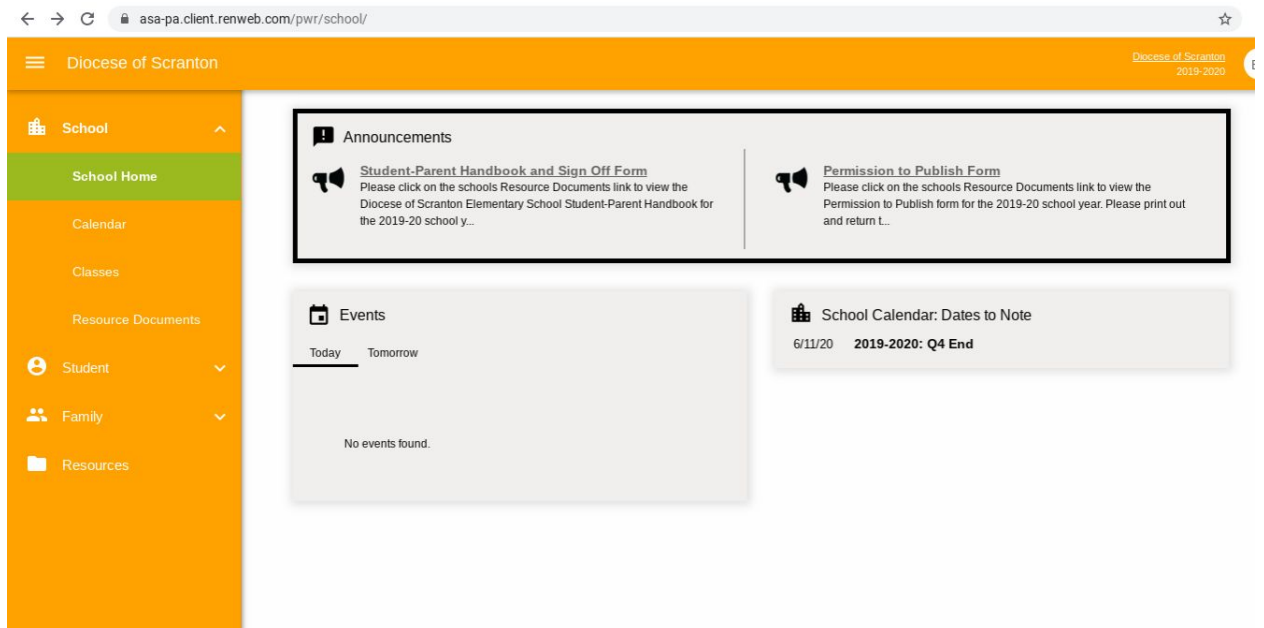 asa-pa.client.renweb.com/pwr/school/
Diocese of Scranton
Diocese of Scranton
2019-2020
School
School Home
Calendar
Classes
Resource Documents
Student
Family
Resources
Announcements
Student-Parent Handbook and Sign Off Form
Please click on the schools Resource Documents link to view the
Diocese of Scranton Elementary School Student-Parent Handbook for
the 2019-20 school y...
Permission to Publish Form
Please click on the schools Resource Documents link to view the
Permission to Publish form for the 2019-20 school year. Please print out
and return t...
Events
Today Tomorrow
No events found.
School Calendar: Dates to Note
6/11/20 2019-2020: Q4 End